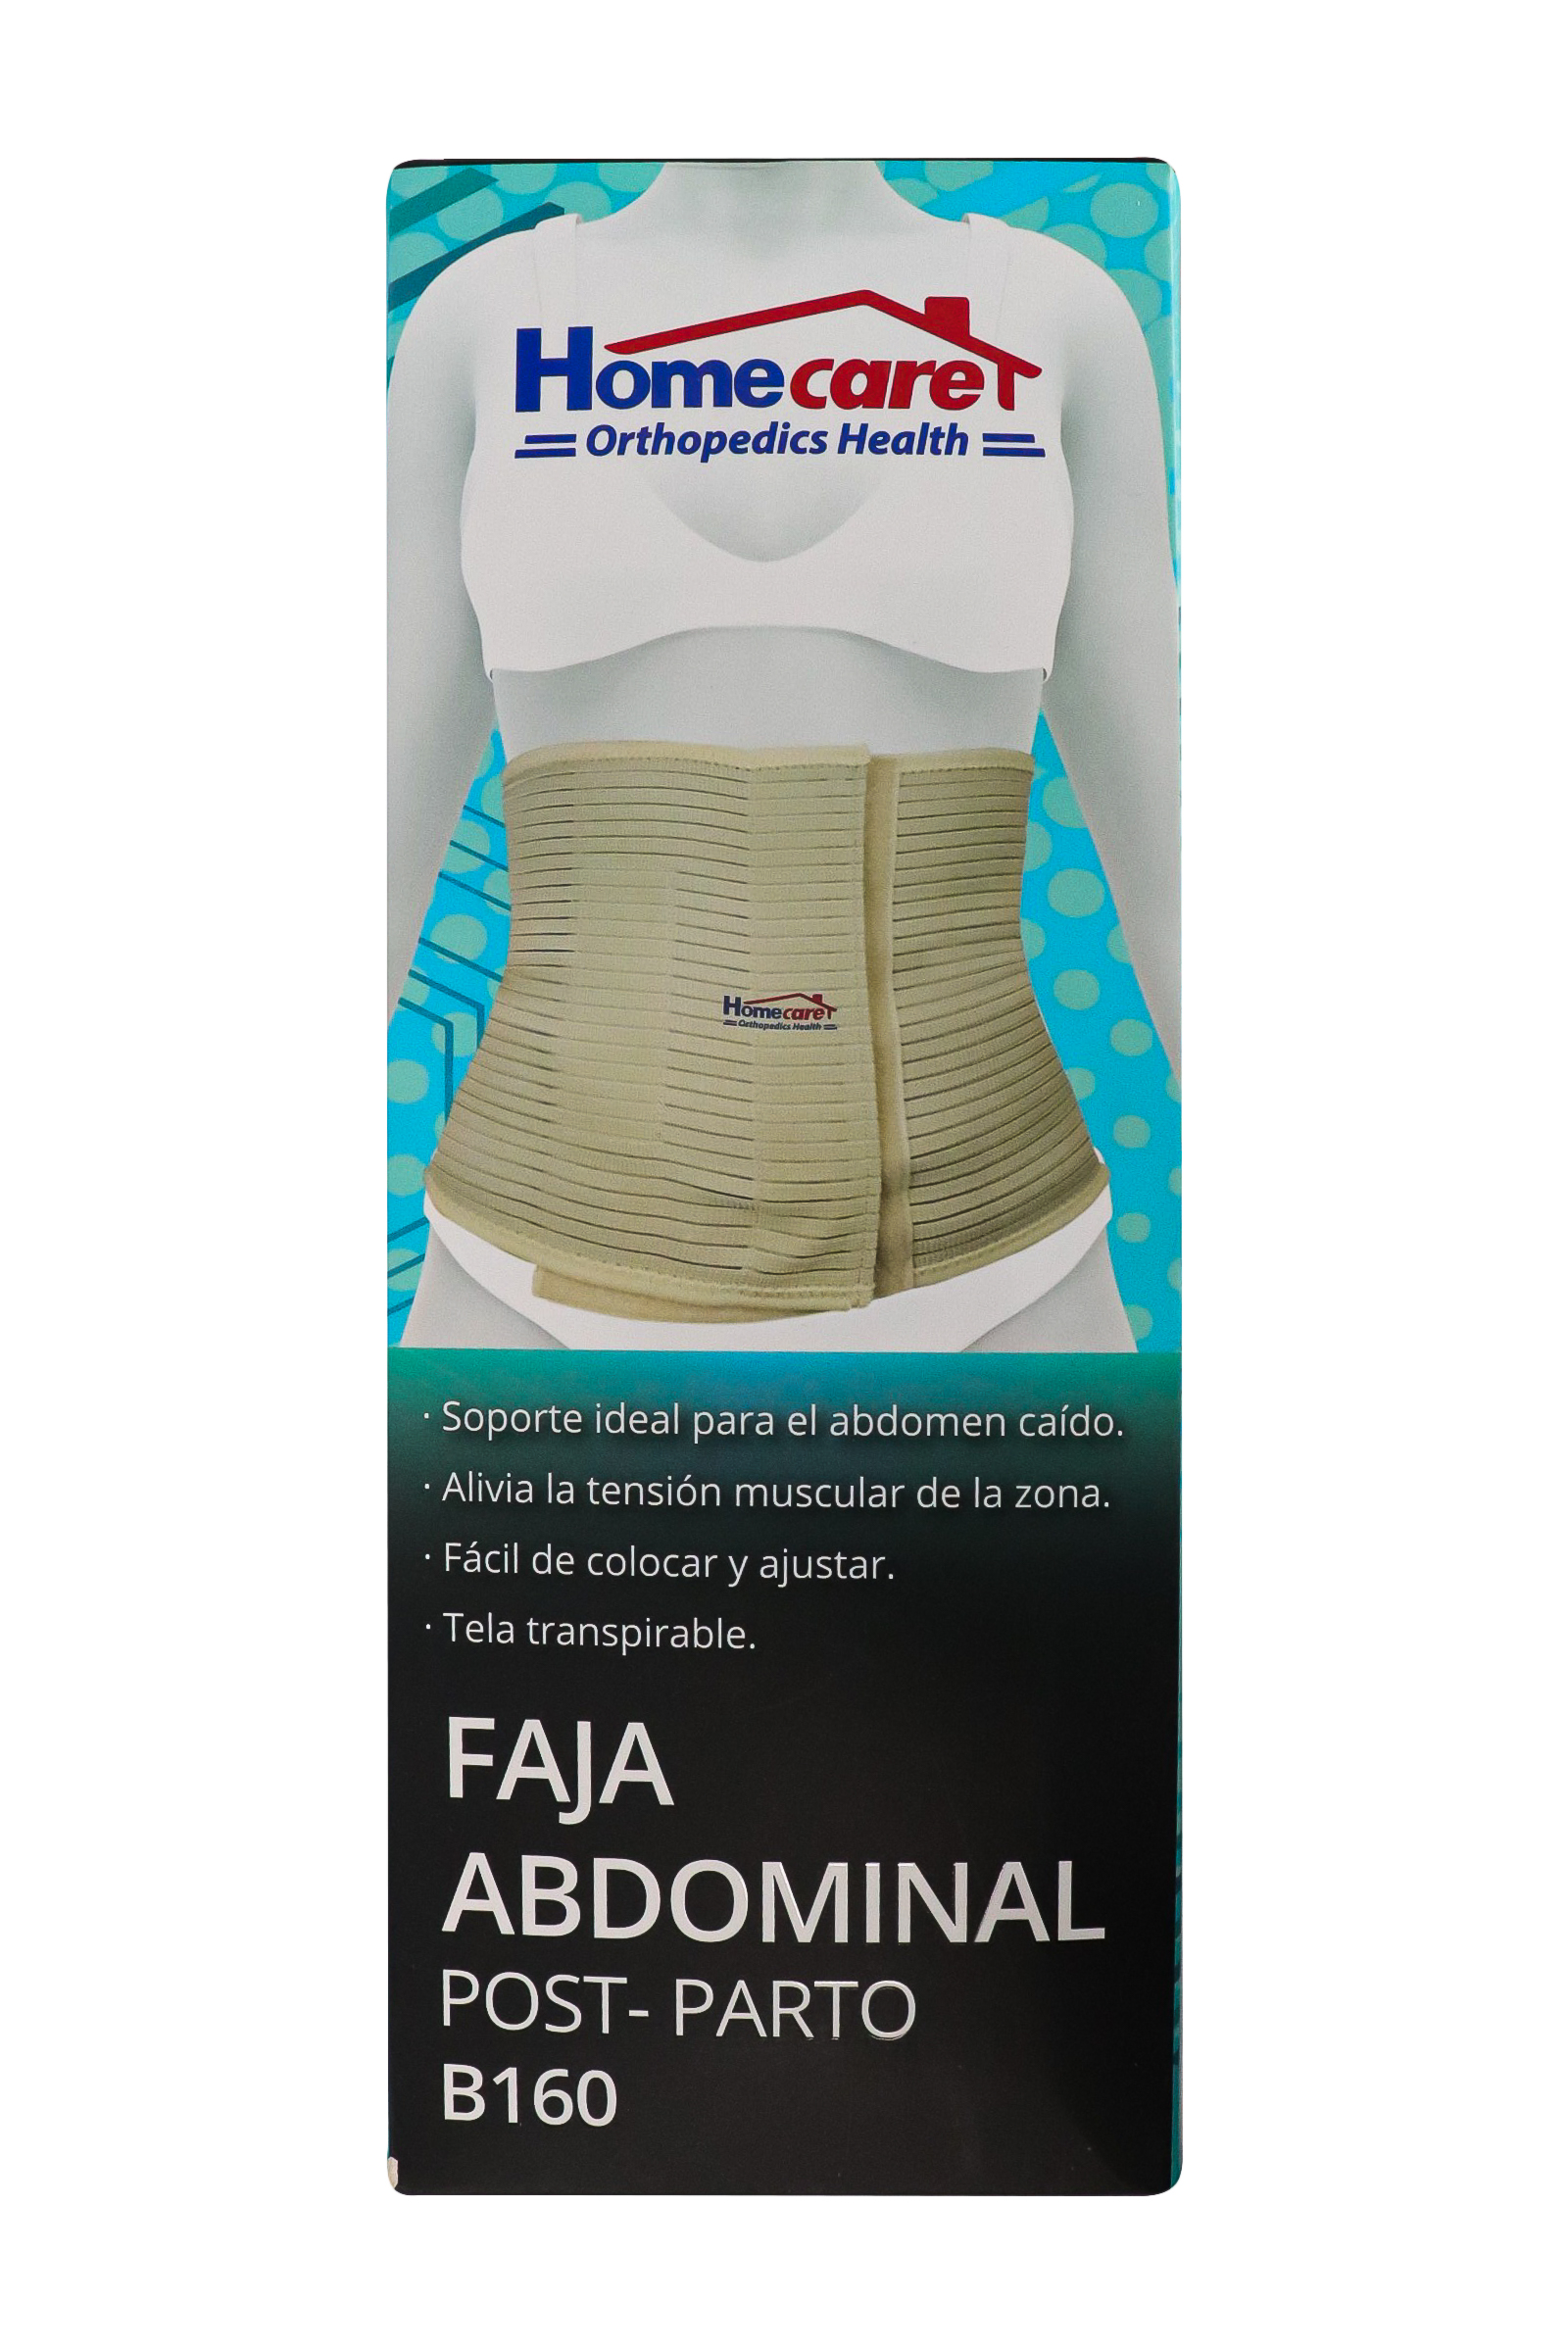 Homecare
Orthopedics Health
Homecare
Orthopedics Health
· Soporte ideal para el abdomen caído.
· Alivia la tensión muscular de la zona.
· Fácil de colocar y ajustar.
· Tela transpirable.
FAJA
ABDOMINAL
POST- PARTO
B160